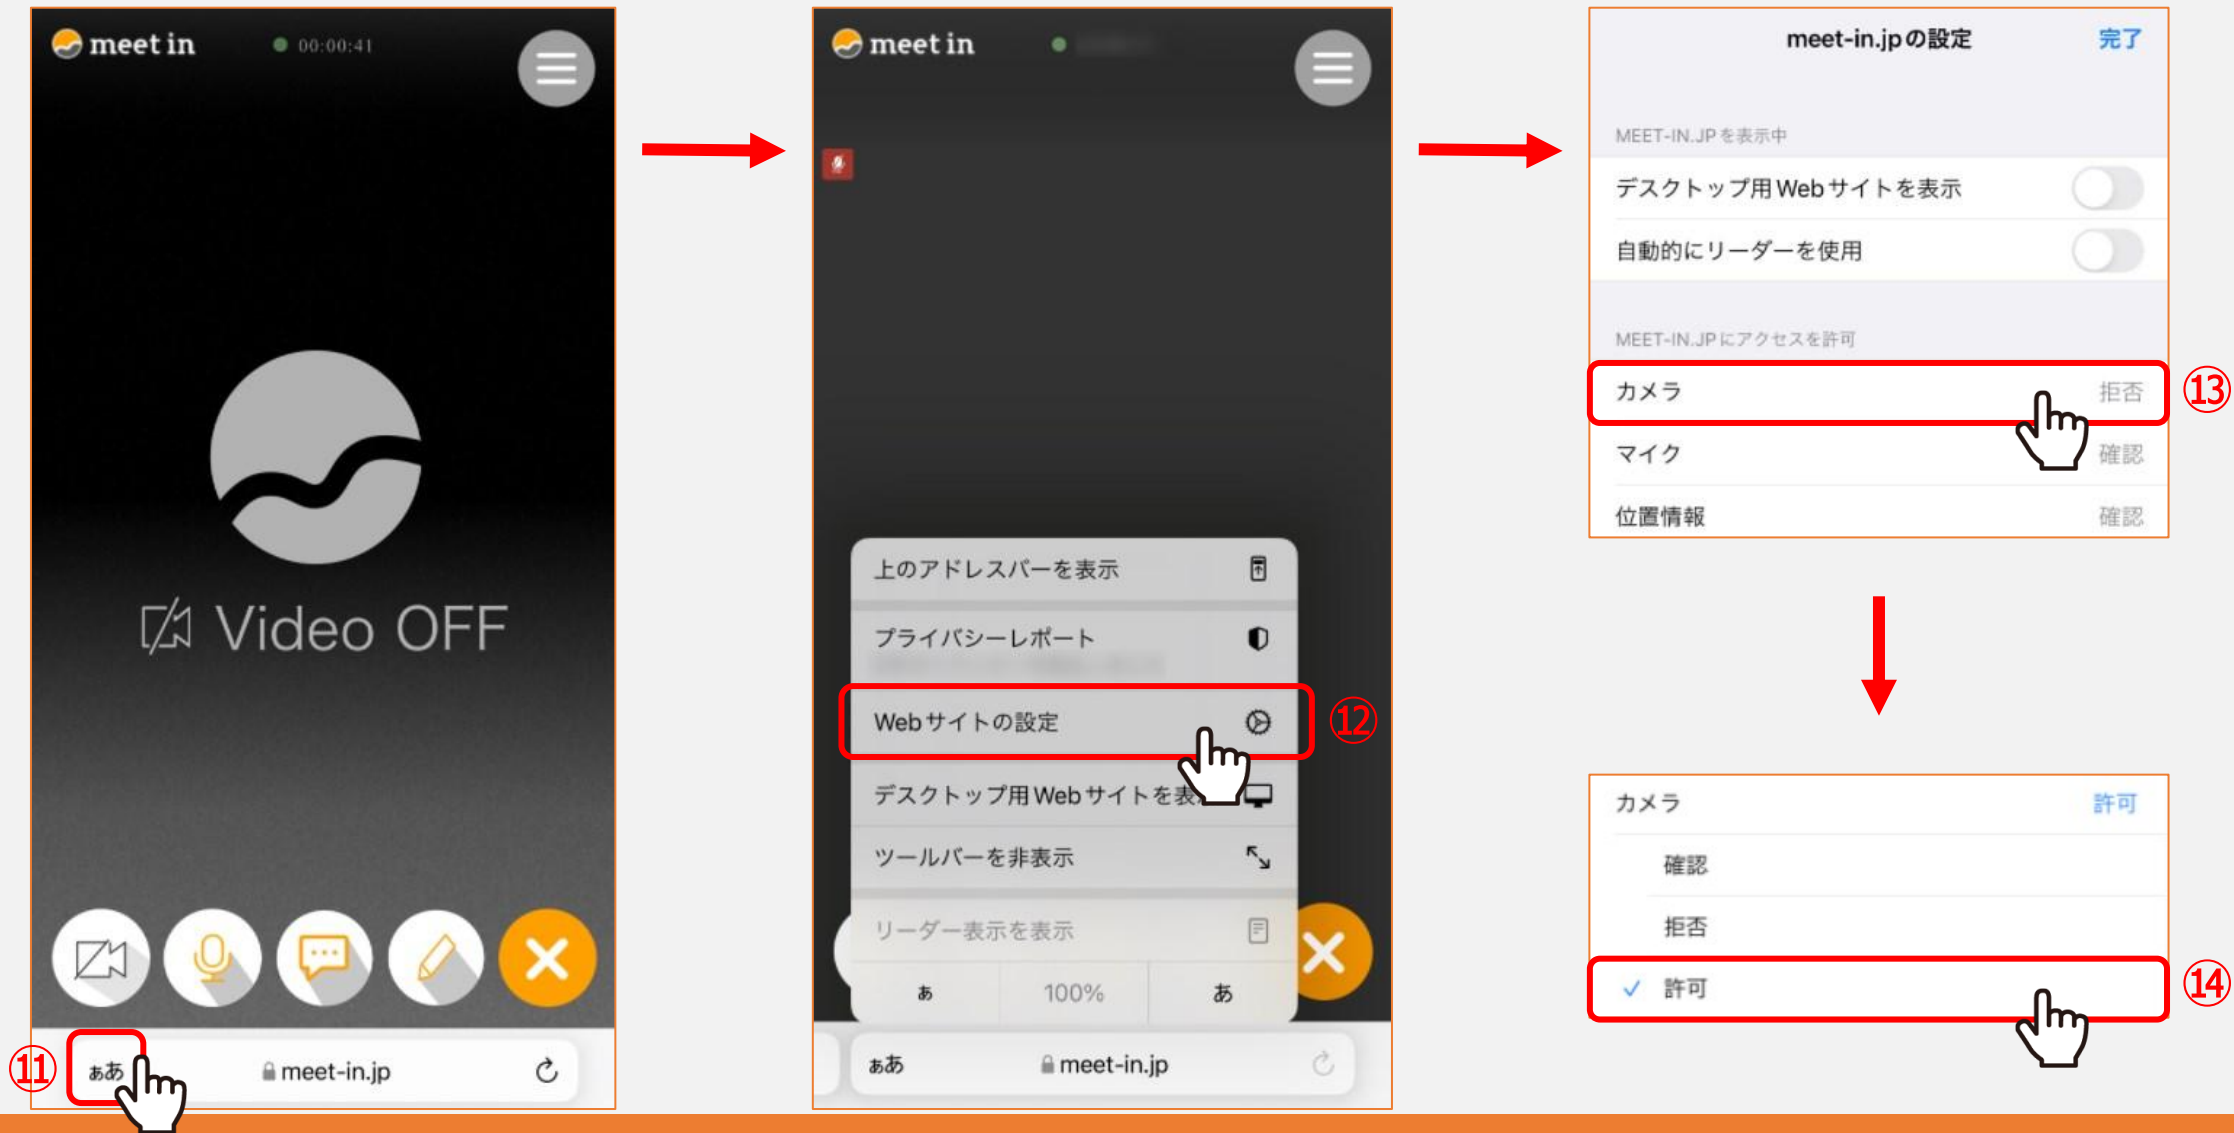 meet in
00:00:41
Video OFF
⑪
ぁあ
meet-in.jp
meet in
上のアドレスバーを表示
プライバシーレポート
Webサイトの設定
⑫
デスクトップ用Webサイトを表
ツールバーを非表示
リーダー表示を表示
あ
100%
あ
ぁあ
meet-in.jp
meet-in.jpの設定
完了
MEET-IN.JPを表示中
デスクトップ用Webサイトを表示
自動的にリーダーを使用
MEET-IN.JPにアクセスを許可
カメラ
拒否
⑬
マイク
確認
位置情報
確認
カメラ
許可
確認
拒否
✓ 許可
⑭